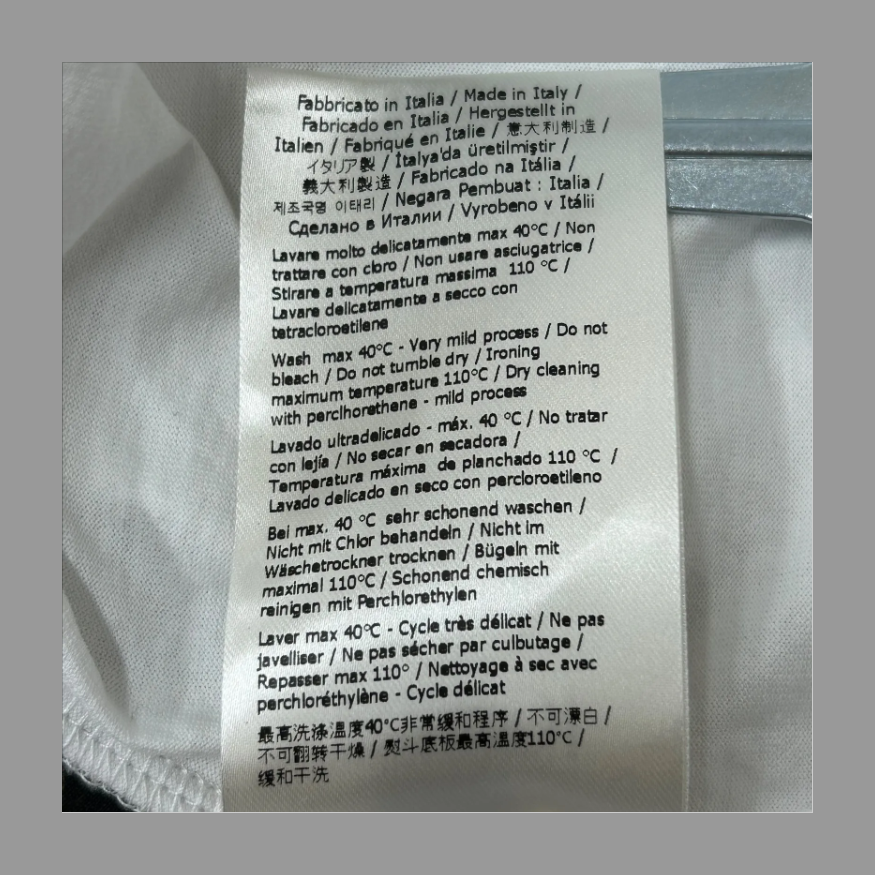 Fabbricato in Italia / Made in Italy /
Fabricado en Italia / Hergestellt in
Italien / Fabriqué en Italie / 意大利制造 /
イタリア製 / İtalya'da üretilmiştir /
義大利製造 / Fabricado na Itália /
제조국명 이태리 / Negara Pembuat : Italia /
Сделано в Италии / Vyrobeno v Itálii
Lavare molto delicatamente max 40°C / Non
trattare con cloro / Non usare asciugatrice /
Stirare a temperatura massima 110 °C /
Lavare delicatamente a secco con
tetracloroetilene
Wash max 40°C - Very mild process / Do not
bleach / Do not tumble dry / Ironing
maximum temperature 110°C / Dry cleaning
with perclhorethene - mild process
Lavado ultradelicado - máx. 40 °C / No tratar
con lejía / No secar en secadora /
Temperatura máxima de planchado 110 °C /
Lavado delicado en seco con percloroetileno
Bei max. 40 °C sehr schonend waschen /
Nicht mit Chlor behandeln / Nicht im
Wäschetrockner trocknen / Bügeln mit
maximal 110°C / Schonend chemisch
reinigen mit Perchlorethylen
Laver max 40°C - Cycle très délicat / Ne pas
javelliser / Ne pas sécher par culbutage /
Repasser max 110° / Nettoyage à sec avec
perchloréthylène - Cycle délicat
最高洗涤温度40°C非常缓和程序 / 不可漂白 /
不可翻转干燥 / 熨斗底板最高温度110°C /
缓和干洗